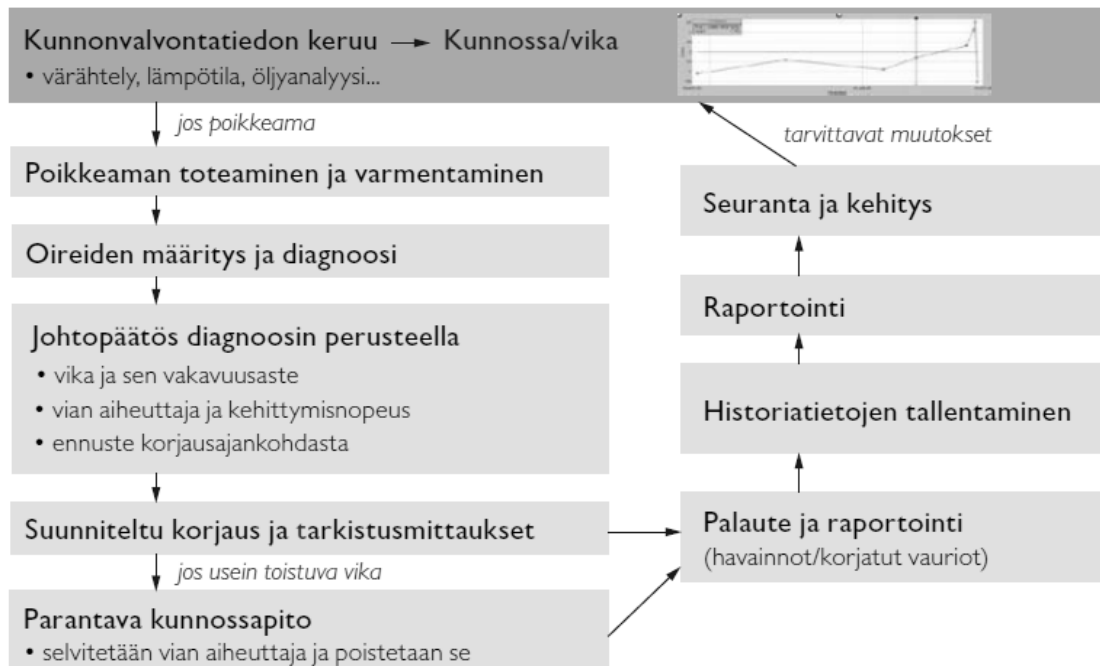 Kunnonvalvontatiedon keruu → Kunnossa/vika
• värähtely, lämpötila, öljyanalyysi...
jos poikkeama
Poikkeaman toteaminen ja varmentaminen
Oireiden määritys ja diagnoosi
Johtopäätös diagnoosin perusteella
• vika ja sen vakavuusaste
• vian aiheuttaja ja kehittymisnopeus
• ennuste korjausajankohdasta
Suunniteltu korjaus ja tarkistusmittaukset
jos usein toistuva vika
Parantava kunnossapito
• selvitetään vian aiheuttaja ja poistetaan se
Palaute ja raportointi
(havainnot/korjatut vauriot)
Historiatietojen tallentaminen
Raportointi
Seuranta ja kehitys
tarvittavat muutokset